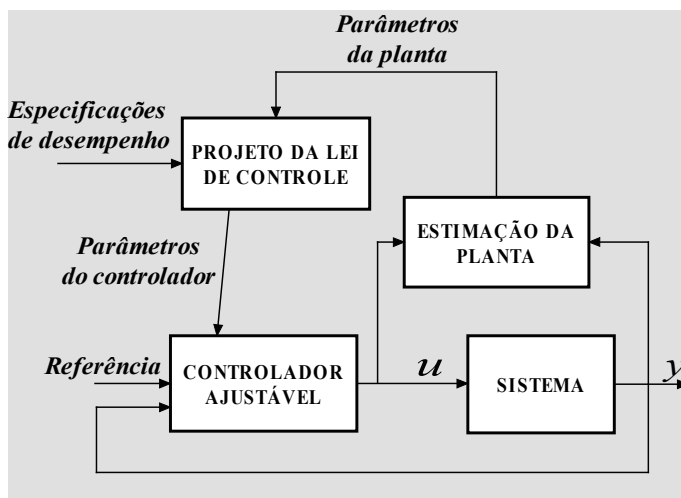 Parâmetros
da planta
Especificações
de desempenho
PROJETO DA LEI
DE CONTROLE
ESTIMAÇÃO DA
PLANTA
Parâmetros
do controlador
Referência
CONTROLADOR
AJUSTÁVEL
u
SISTEMA
y